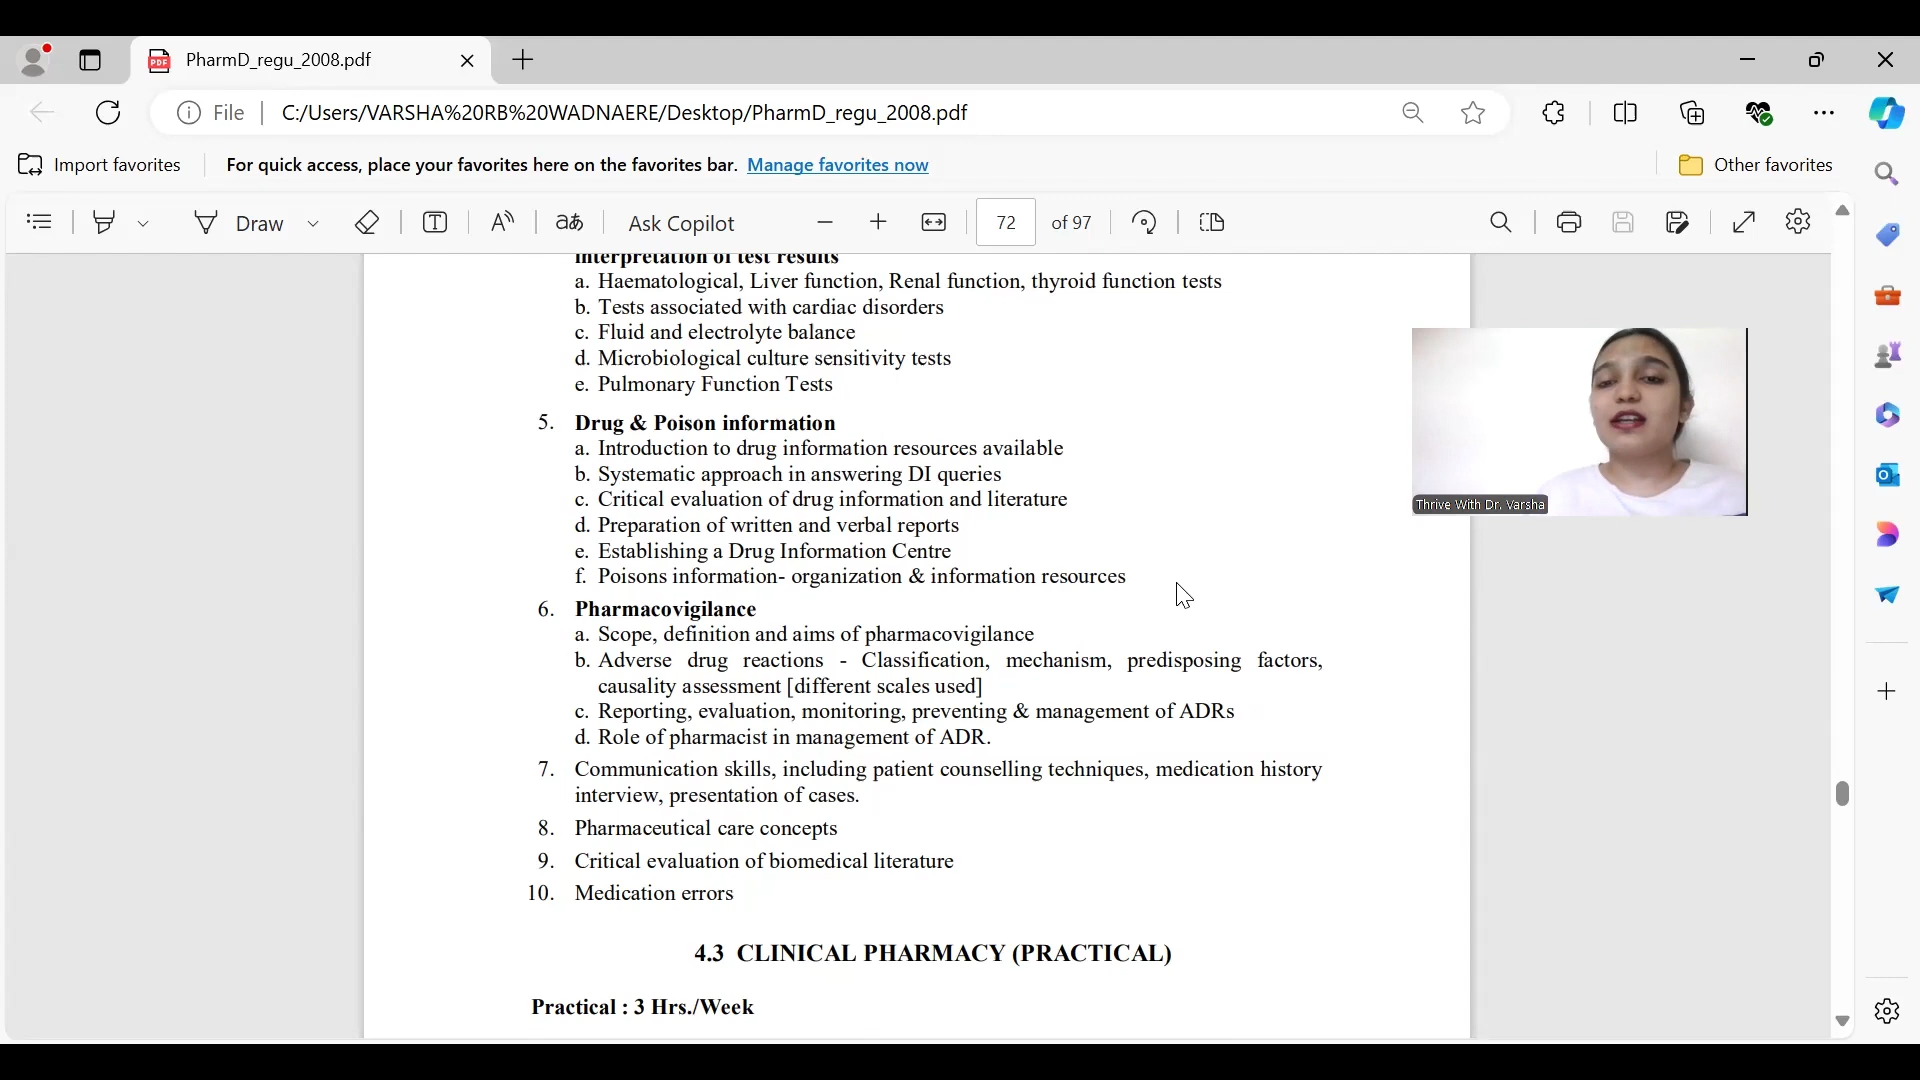 PharmD_regu_2008.pdf
File
C:/Users/VARSHA%20RB%20WADNAERE/Desktop/PharmD_regu_2008.pdf
Import favorites
For quick access, place your favorites here on the favorites bar. Manage favorites now
Other favorites
Draw
aあ
Ask Copilot
72 of 97
interpretation of test results
a. Haematological, Liver function, Renal function, thyroid function tests
b. Tests associated with cardiac disorders
c. Fluid and electrolyte balance
d. Microbiological culture sensitivity tests
e. Pulmonary Function Tests
5. Drug & Poison information
a. Introduction to drug information resources available
b. Systematic approach in answering DI queries
c. Critical evaluation of drug information and literature
d. Preparation of written and verbal reports
e. Establishing a Drug Information Centre
f. Poisons information- organization & information resources
6. Pharmacovigilance
a. Scope, definition and aims of pharmacovigilance
b. Adverse drug reactions - Classification, mechanism, predisposing factors,
causality assessment [different scales used]
c. Reporting, evaluation, monitoring, preventing & management of ADRs
d. Role of pharmacist in management of ADR.
7. Communication skills, including patient counselling techniques, medication history
interview, presentation of cases.
8. Pharmaceutical care concepts
9. Critical evaluation of biomedical literature
10. Medication errors
4.3 CLINICAL PHARMACY (PRACTICAL)
Practical : 3 Hrs./Week
Thrive With Dr. Varsha